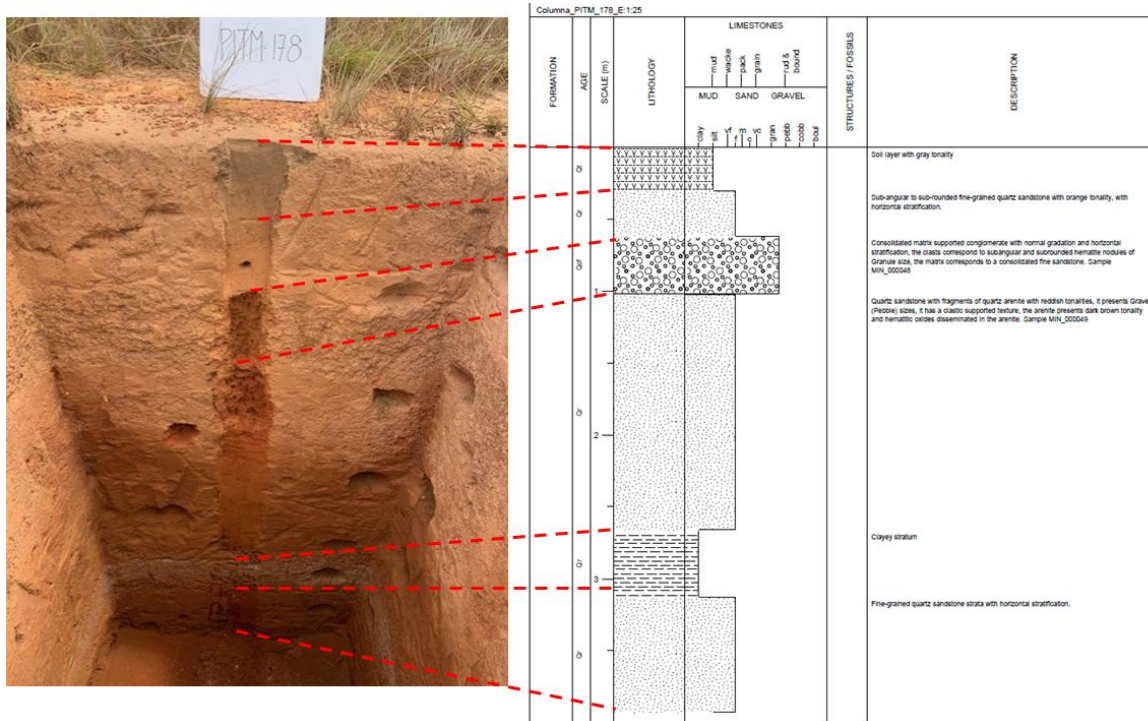 PITM-178
Columna_PITM_178_E:1:25
FORMATION
AGE
SCALE (m)
LITHOLOGY
LIMESTONES
mud
wacke
pack
grain
rud &
bound
MUD SAND GRAVEL
clay
silt
vf
f
m
c
vc
gran
pebb
cobb
boul
STRUCTURES / FOSSILS
DESCRIPTION
Soil layer with gray tonality
Sub-angular to sub-rounded fine-grained quartz sandstone with orange tonality, with
horizontal stratification.
Consolidated matrix supported conglomerate with normal gradation and horizontal
stratification, the clasts correspond to subangular and subrounded hematite nodules of
Granule size, the matrix corresponds to a consolidated fine sandstone. Sample
MIN_000048
1
Quartz sandstone with fragments of quartz arenite with reddish tonalities, it presents Grave
(Pebble) sizes, it has a clastic supported texture, the arenite presents dark brown tonality
and hematitic oxides disseminated in the arenite. Sample MIN_000049
2
Clayey stratum
3
Fine-grained quartz sandstone strata with horizontal stratification.